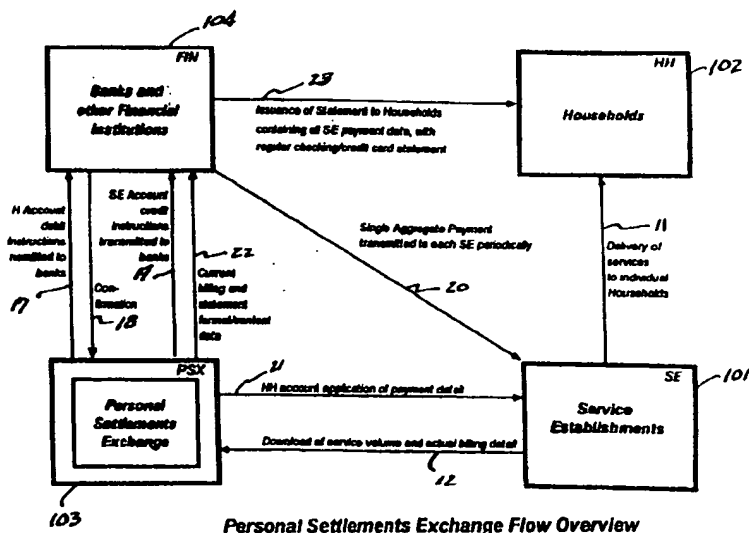 104
FIN
Banks and
other Financial
Institutions
23
Issuance of Statement to Households
containing all SE payment data, with
regular checking/credit card statement
HH
102
Households
H Account
debit
instructions
remitted to
banks
17
Con-
firmation
18
SE Account
credit
instructions
transmitted to
banks
19
22
Current
billing and
statement
format/content
data
Single Aggregate Payment
transmitted to each SE periodically
20
11
Delivery of
services
to individual
Households
PSX
Personal
Settlements
Exchange
103
21
HH account application of payment detail
Download of service volume and actual billing detail
12
SE
101
Service
Establishments
Personal Settlements Exchange Flow Overview